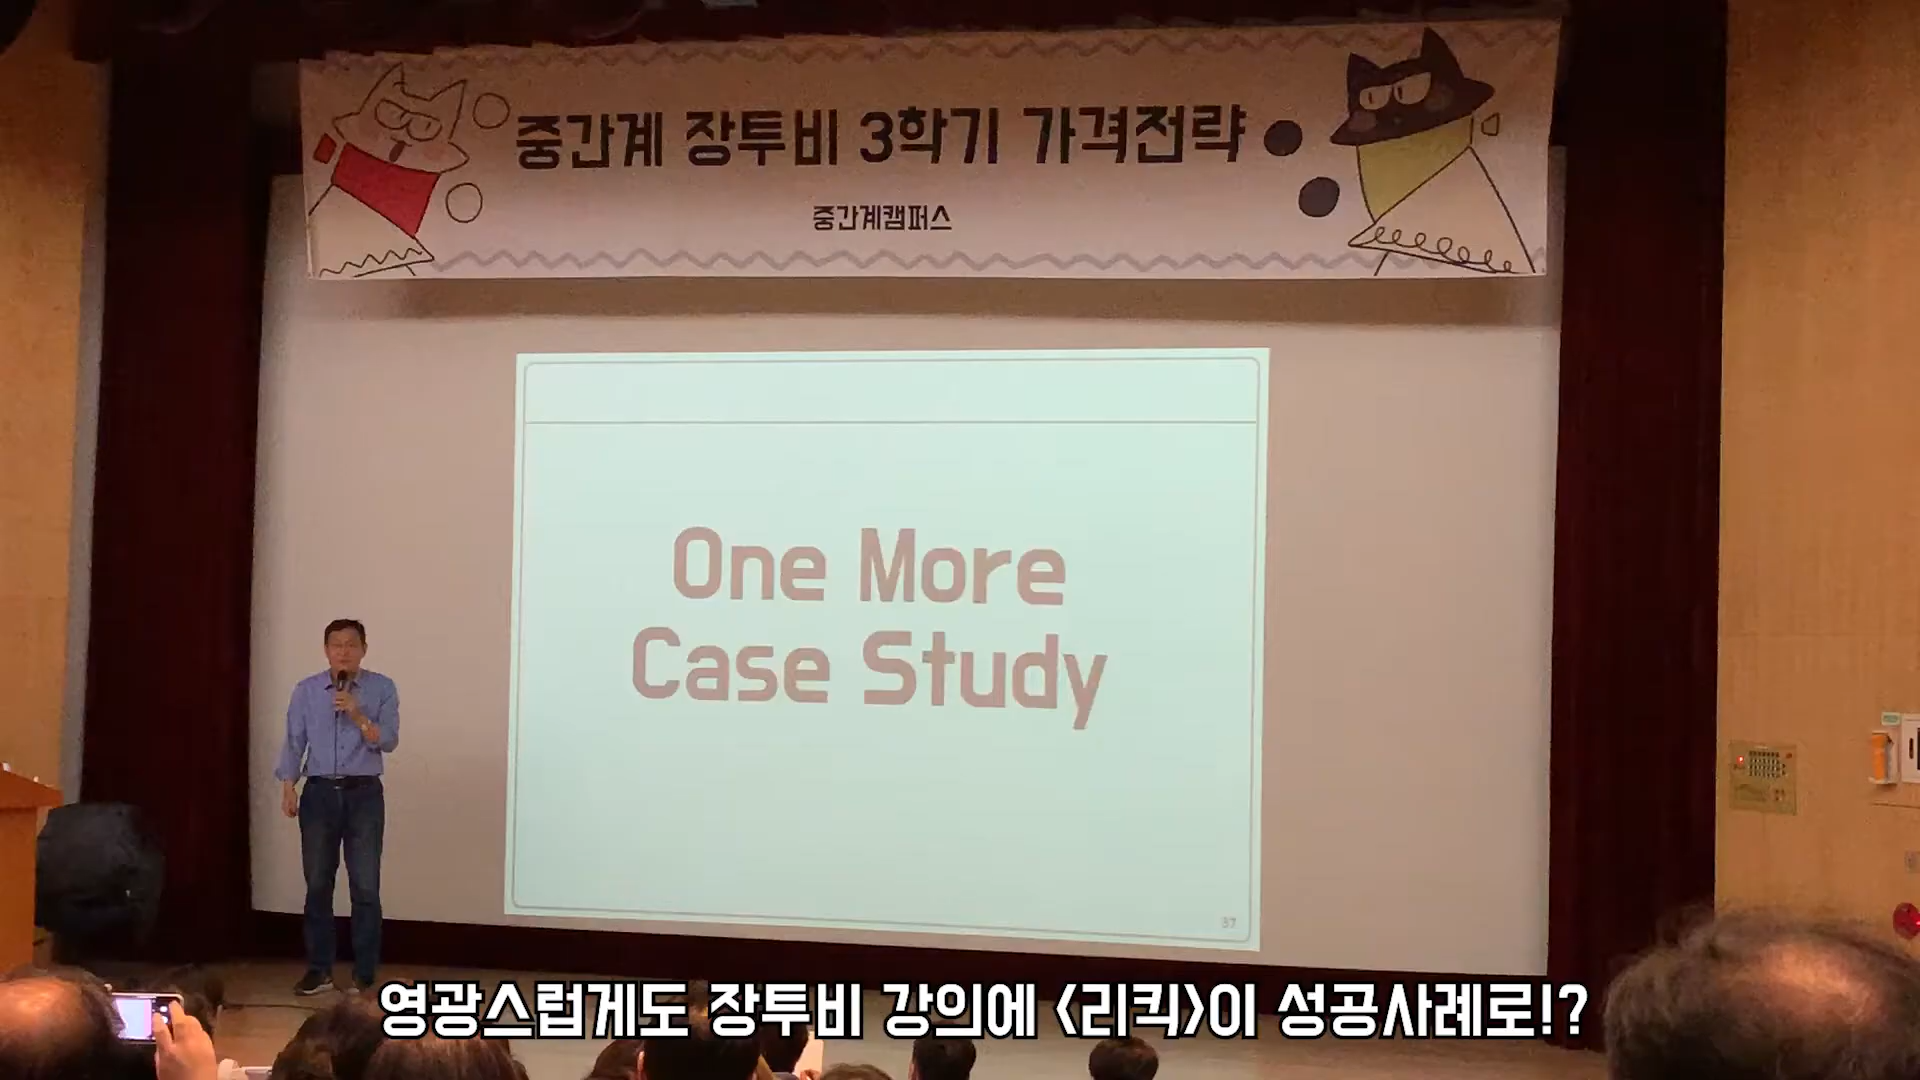 중간계 장투비 3학기 가격전략
중간계캠퍼스
One More
Case Study
37
영광스럽게도 장투비 강의에 <리퀵>이 성공사례로!?